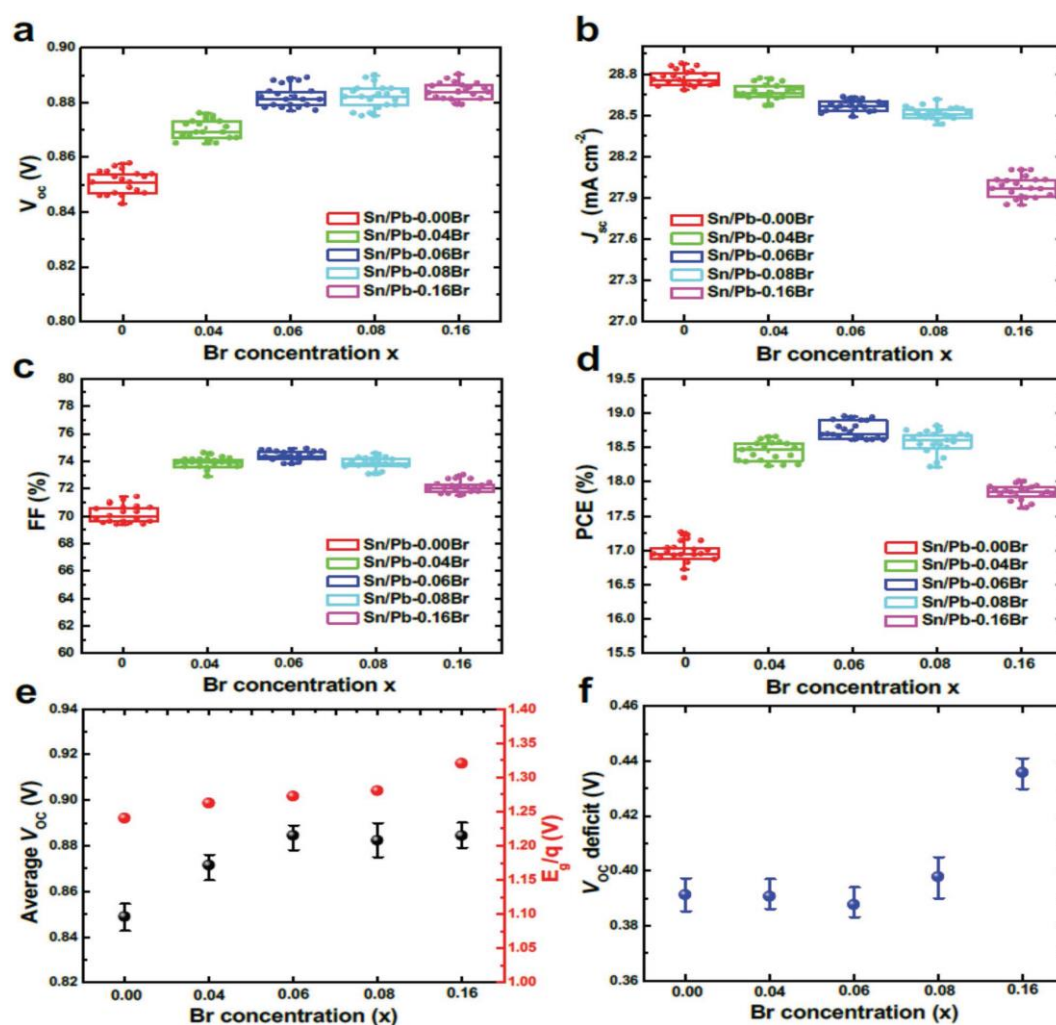 a
0.90
0.88
0.86
0.84
0.82
0.80
V_oc (V)
Sn/Pb-0.00Br
Sn/Pb-0.04Br
Sn/Pb-0.06Br
Sn/Pb-0.08Br
Sn/Pb-0.16Br
0 0.04 0.06 0.08 0.16
Br concentration x
b
28.8
28.5
28.2
27.9
27.6
27.3
27.0
J_sc (mA cm⁻²)
Sn/Pb-0.00Br
Sn/Pb-0.04Br
Sn/Pb-0.06Br
Sn/Pb-0.08Br
Sn/Pb-0.16Br
0 0.04 0.06 0.08 0.16
Br concentration x
c
80
78
76
74
72
70
68
66
64
62
60
FF (%)
Sn/Pb-0.00Br
Sn/Pb-0.04Br
Sn/Pb-0.06Br
Sn/Pb-0.08Br
Sn/Pb-0.16Br
0 0.04 0.06 0.08 0.16
Br concentration x
d
19.5
19.0
18.5
18.0
17.5
17.0
16.5
16.0
15.5
PCE (%)
Sn/Pb-0.00Br
Sn/Pb-0.04Br
Sn/Pb-0.06Br
Sn/Pb-0.08Br
Sn/Pb-0.16Br
0 0.04 0.06 0.08 0.16
Br concentration x
e
0.94
0.92
0.90
0.88
0.86
0.84
0.82
Average V_OC (V)
1.40
1.35
1.30
1.25
1.20
1.15
1.10
1.05
1.00
E_g/q (V)
0.00 0.04 0.06 0.08 0.16
Br concentration (x)
f
0.46
0.44
0.42
0.40
0.38
0.36
V_OC deficit (V)
0.00 0.04 0.06 0.08 0.16
Br concentration (x)